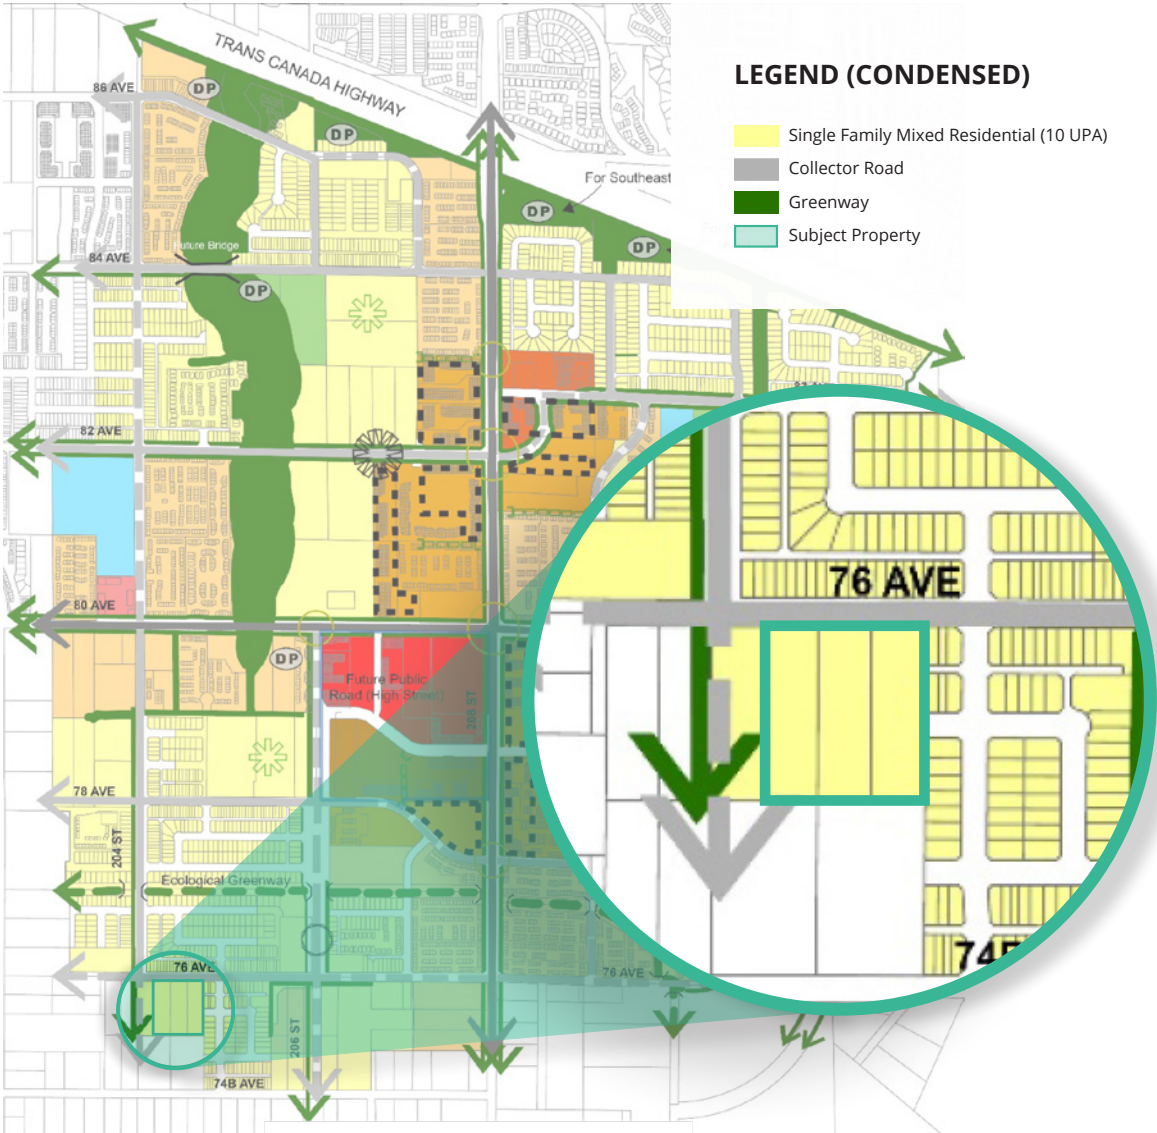 TRANS CANADA HIGHWAY
LEGEND (CONDENSED)
Single Family Mixed Residential (10 UPA)
Collector Road
Greenway
Subject Property
86 AVE
DP
DP
For Southeast
DP
DP
Future Bridge
84 AVE
DP
82 AVE
80 AVE
DP
Future Public
Road (High Street)
208 ST
78 AVE
204 ST
Ecological Greenway
76 AVE
76 AVE
206 ST
74B AVE
76 AVE